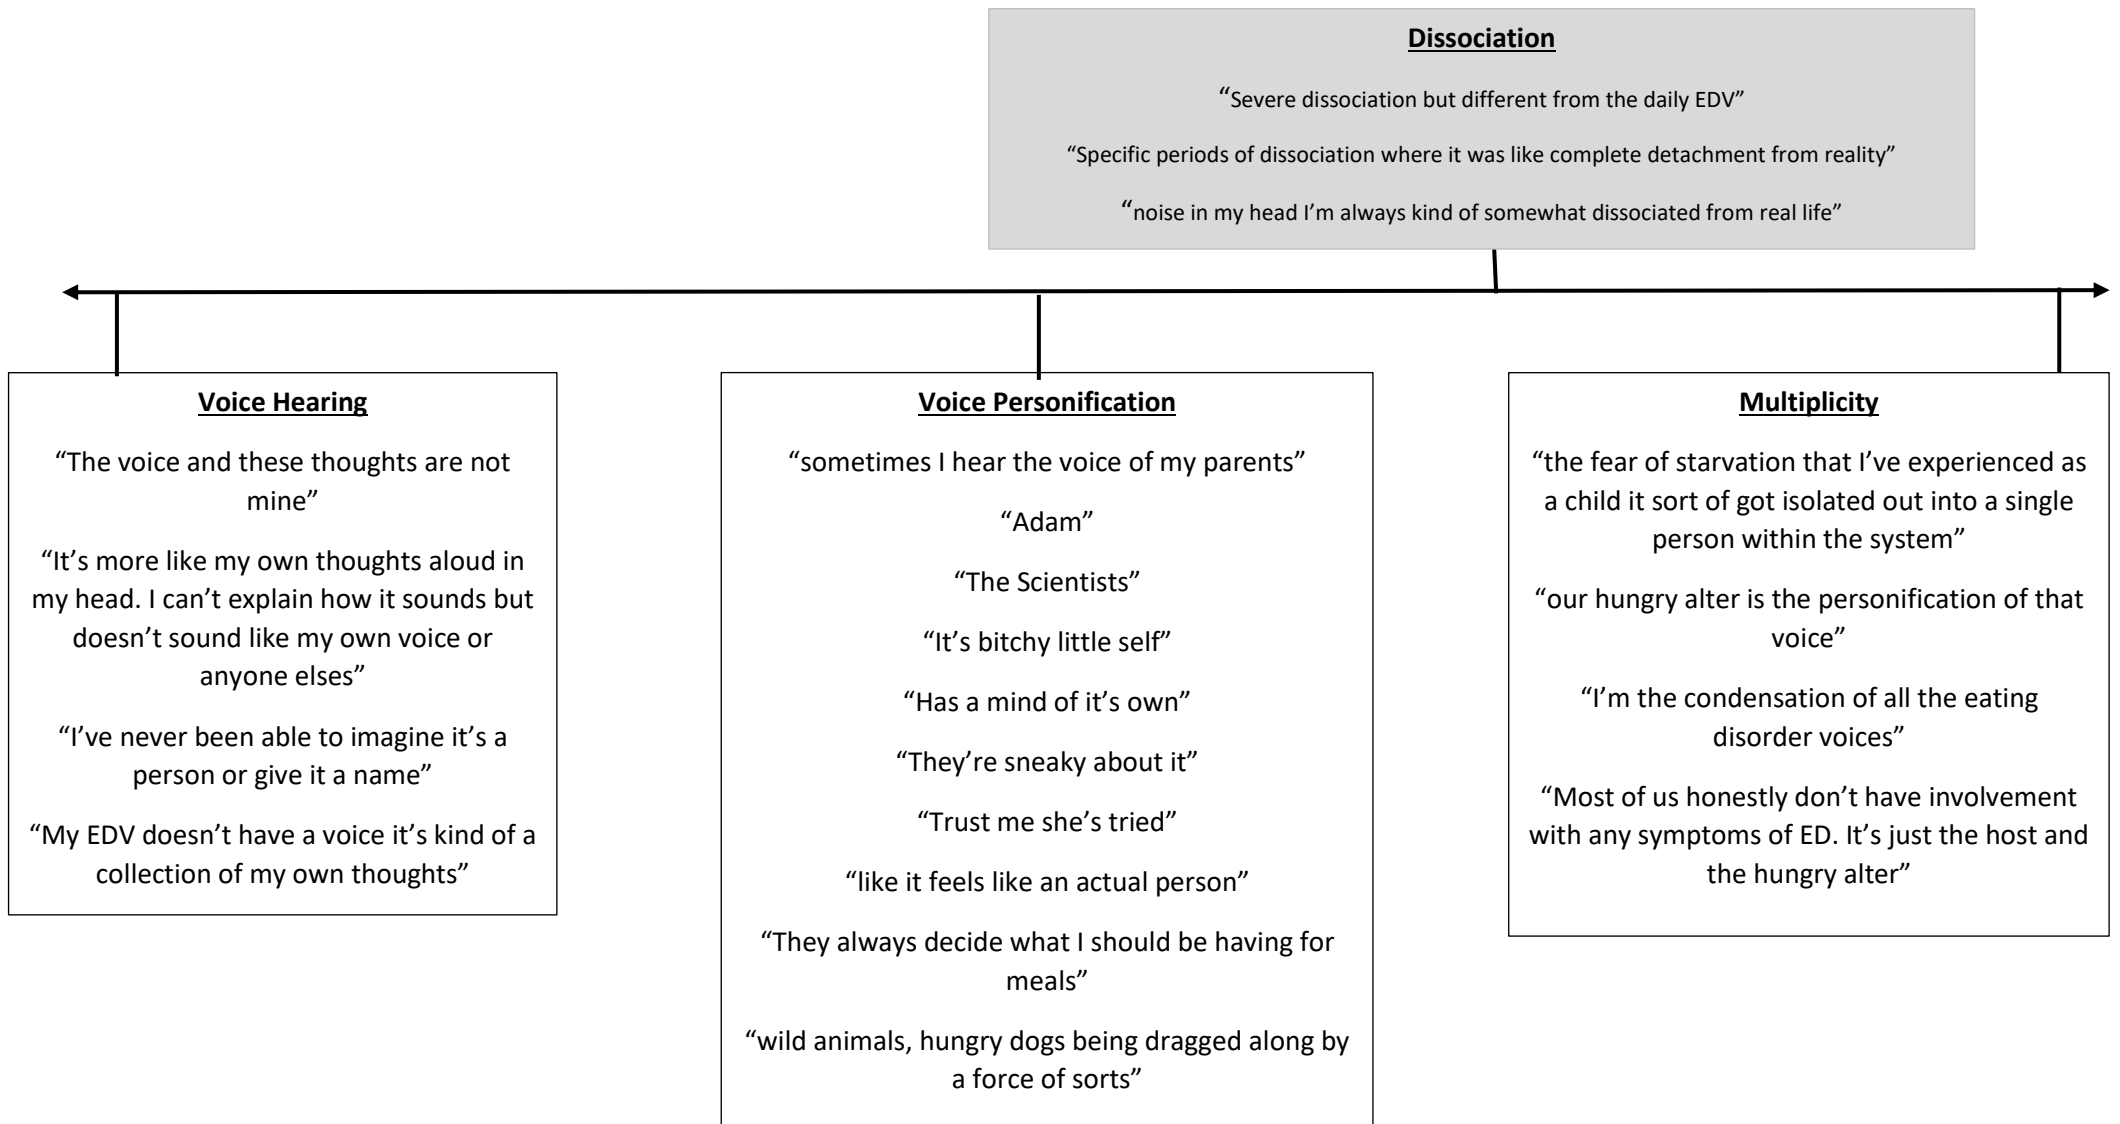 Dissociation
“Severe dissociation but different from the daily EDV”
“Specific periods of dissociation where it was like complete detachment from reality”
“noise in my head I’m always kind of somewhat dissociated from real life”
Voice Hearing
“The voice and these thoughts are not
mine”
“It’s more like my own thoughts aloud in
my head. I can’t explain how it sounds but
doesn’t sound like my own voice or
anyone elses”
“I’ve never been able to imagine it’s a
person or give it a name”
“My EDV doesn’t have a voice it’s kind of a
collection of my own thoughts”
Voice Personification
“sometimes I hear the voice of my parents”
“Adam”
“The Scientists”
“It’s bitchy little self”
“Has a mind of it’s own”
“They’re sneaky about it”
“Trust me she’s tried”
“like it feels like an actual person”
“They always decide what I should be having for
meals”
“wild animals, hungry dogs being dragged along by
a force of sorts”
Multiplicity
“the fear of starvation that I’ve experienced as
a child it sort of got isolated out into a single
person within the system”
“our hungry alter is the personification of that
voice”
“I’m the condensation of all the eating
disorder voices”
“Most of us honestly don’t have involvement
with any symptoms of ED. It’s just the host and
the hungry alter”